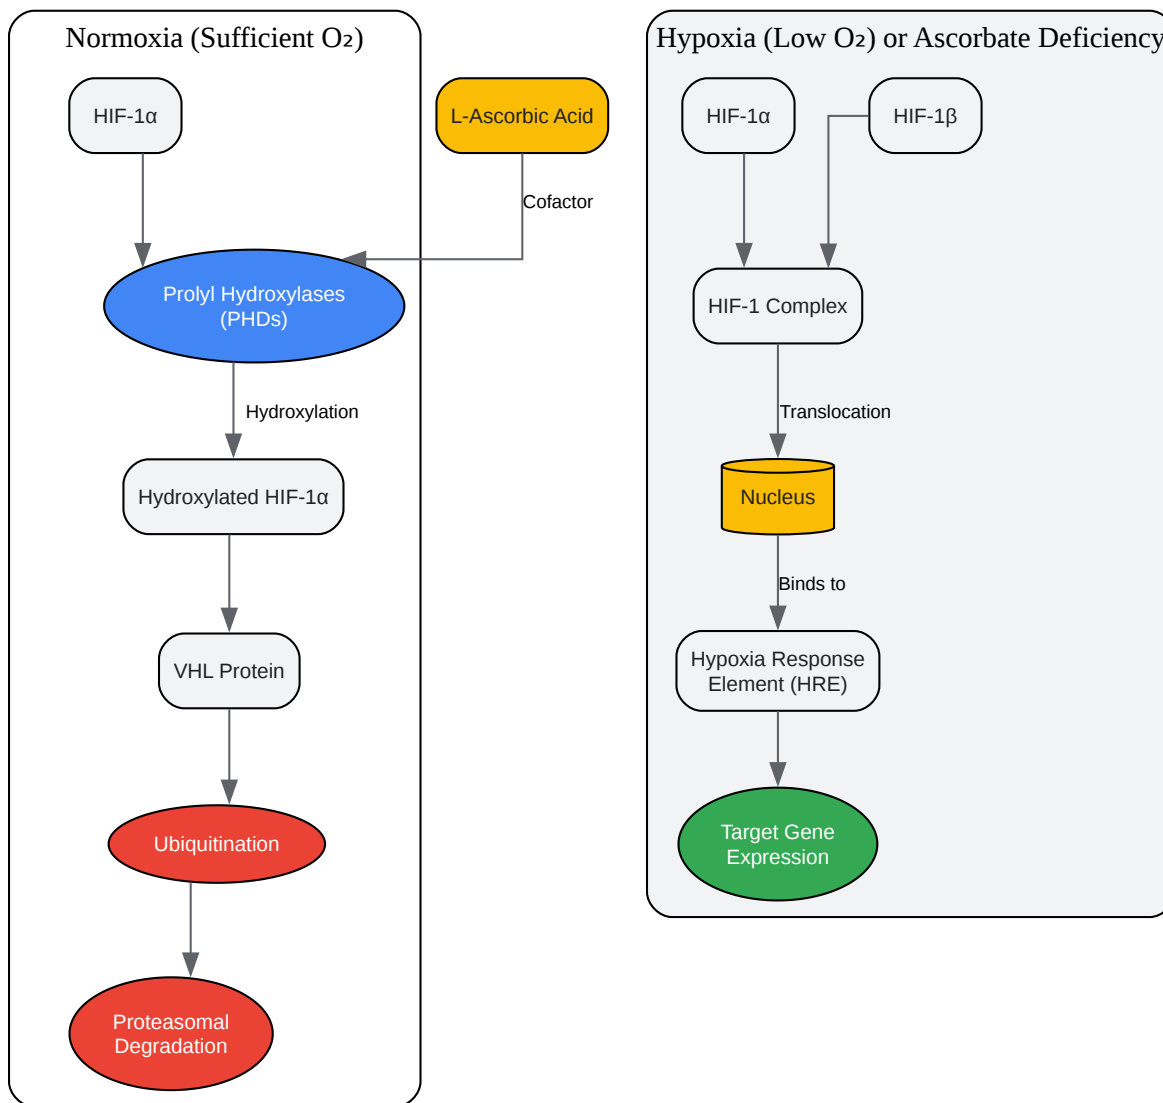 Normoxia (Sufficient O₂)
HIF-1α
L-Ascorbic Acid
Cofactor
Prolyl Hydroxylases
(PHDs)
Hydroxylation
Hydroxylated HIF-1α
VHL Protein
Ubiquitination
Proteasomal
Degradation
Hypoxia (Low O₂) or Ascorbate Deficiency
HIF-1α
HIF-1β
HIF-1 Complex
Translocation
Nucleus
Binds to
Hypoxia Response
Element (HRE)
Target Gene
Expression